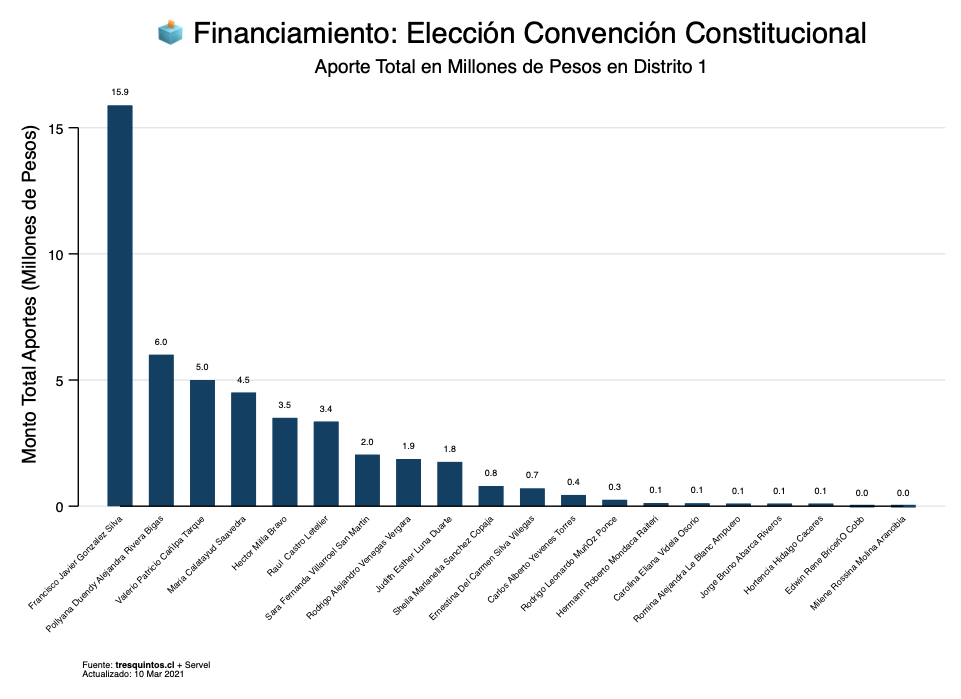 Financiamiento: Elección Convención Constitucional
Aporte Total en Millones de Pesos en Distrito 1
Monto Total Aportes (Millones de Pesos)
15
10
5
0
15.9
6.0
5.0
4.5
3.5
3.4
2.0
1.9
1.8
0.8
0.7
0.4
0.3
0.1
0.1
0.1
0.1
0.1
0.0
0.0
Francisco Javier Gonzalez Silva
Pollyana Duendy Alejandra Rivera Bigas
Valerio Patricio Cañipa Tarque
Maria Calatayud Saavedra
Hector Milla Bravo
Raul Castro Letelier
Sara Fernanda Villarroel San Martin
Rodrigo Alejandro Venegas Vergara
Judith Esther Luna Duarte
Sheila Marianella Sanchez Copaja
Ernestina Del Carmen Silva Villegas
Carlos Alberto Yevenes Torres
Rodrigo Leonardo MuñOz Ponce
Hermann Roberto Mondaca Raiteri
Carolina Eliana Videla Osorio
Romina Alejandra Le Blanc Ampuero
Jorge Bruno Abarca Riveros
Hortencia Hidalgo Caceres
Edwin Rene BriceñO Cobb
Milene Rossina Molina Arancibia
Fuente: tresquintos.cl + Servel
Actualizado: 10 Mar 2021